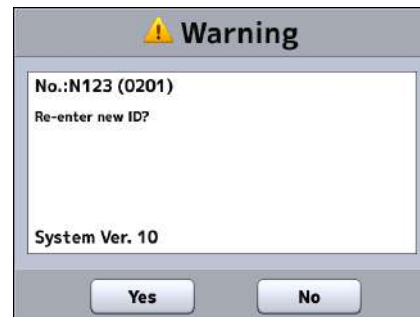 Warning
No.:N123 (0201)
Re-enter new ID?
System Ver. 10
Yes
No